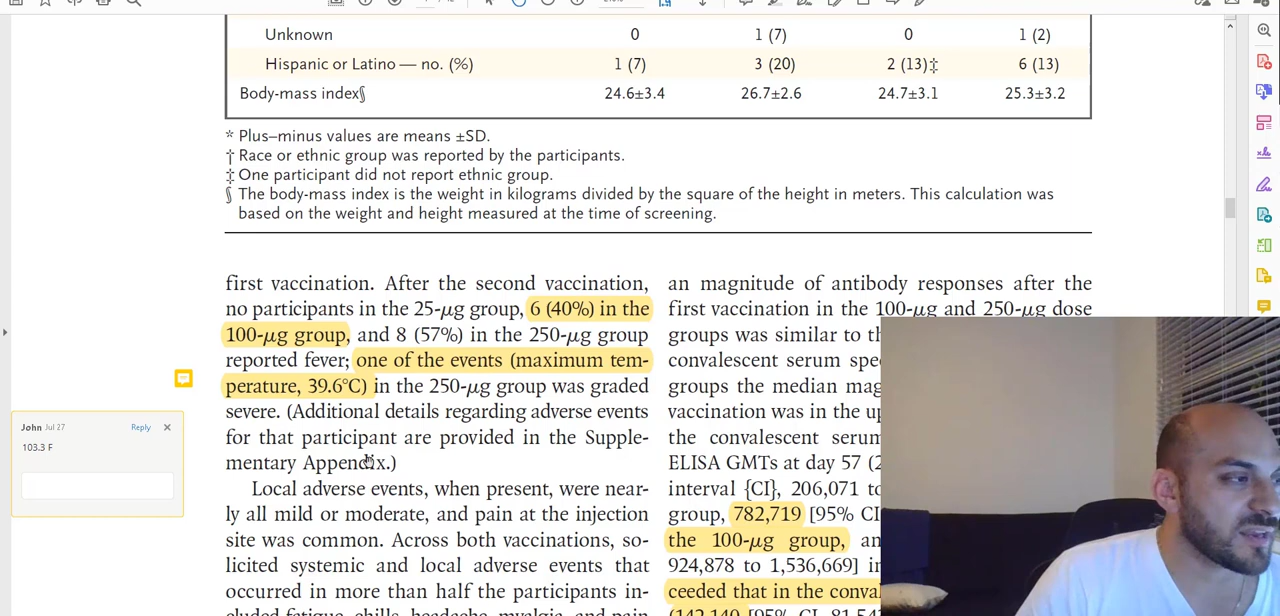 Unknown 0 1 (7) 0 1 (2)
Hispanic or Latino — no. (%) 1 (7) 3 (20) 2 (13)‡ 6 (13)
Body-mass index§ 24.6±3.4 26.7±2.6 24.7±3.1 25.3±3.2
* Plus–minus values are means ±SD.
† Race or ethnic group was reported by the participants.
‡ One participant did not report ethnic group.
§ The body-mass index is the weight in kilograms divided by the square of the height in meters. This calculation was
based on the weight and height measured at the time of screening.
first vaccination. After the second vaccination,
no participants in the 25-μg group, 6 (40%) in the
100-μg group, and 8 (57%) in the 250-μg group
reported fever; one of the events (maximum tem-
perature, 39.6°C) in the 250-μg group was graded
severe. (Additional details regarding adverse events
for that participant are provided in the Supple-
mentary Appendix.)
Local adverse events, when present, were near-
ly all mild or moderate, and pain at the injection
site was common. Across both vaccinations, so-
licited systemic and local adverse events that
occurred in more than half the participants in-
cluded fatigue, chills, headache, myalgia, and pain
an magnitude of antibody responses after the
first vaccination in the 100-μg and 250-μg dose
groups was similar to th
convalescent serum spe
groups the median mag
vaccination was in the up
the convalescent serum
ELISA GMTs at day 57 (
interval {CI}, 206,071 to
group, 782,719 [95% CI
the 100-μg group, an
924,878 to 1,536,669] in
ceeded that in the conval
(142,140 [95% CI, 81,54
John Jul 27 Reply
103.3 F